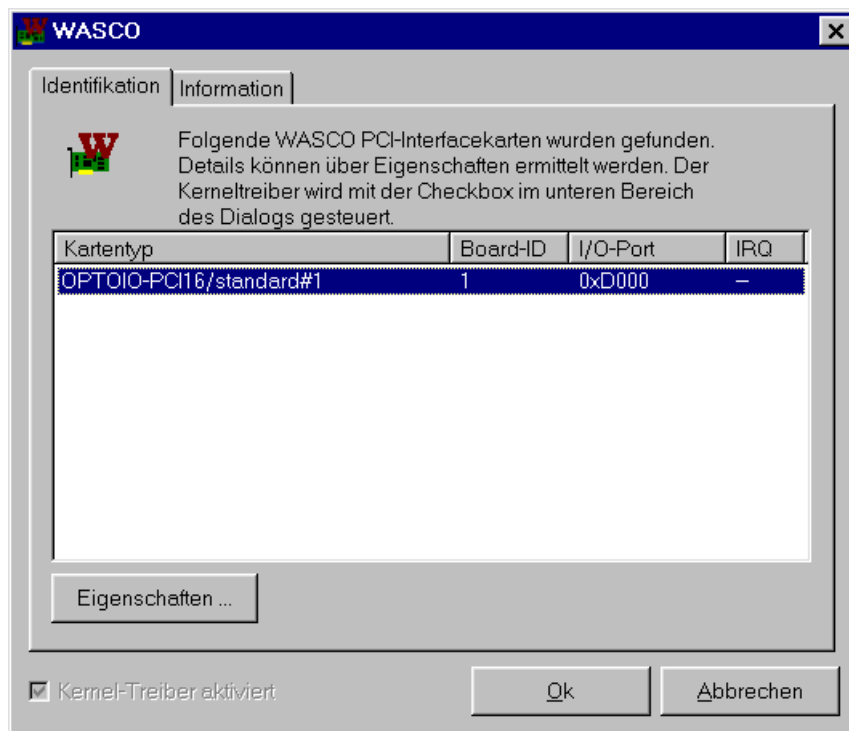 WASCO
Identifikation Information
Folgende WASCO PCI-Interfacekarten wurden gefunden.
Details können über Eigenschaften ermittelt werden. Der
Kerneltreiber wird mit der Checkbox im unteren Bereich
des Dialogs gesteuert.
Kartentyp Board-ID I/O-Port IRQ
OPTOIO-PCI16/standard#1 1 0xD000 –
Eigenschaften ...
Kernel-Treiber aktiviert Ok Abbrechen